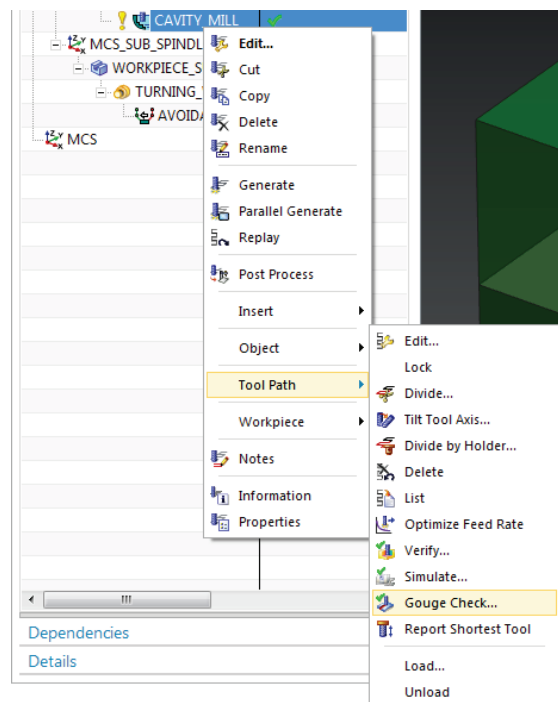 CAVITY_MILL
MCS_SUB_SPINDL
WORKPIECE_S
TURNING_
AVOIDA
MCS
Edit...
Cut
Copy
Delete
Rename
Generate
Parallel Generate
Replay
Post Process
Insert
Object
Tool Path
Workpiece
Notes
Information
Properties
Edit...
Lock
Divide...
Tilt Tool Axis...
Divide by Holder...
Delete
List
Optimize Feed Rate
Verify...
Simulate...
Gouge Check...
Report Shortest Tool
Load...
Unload
Dependencies
Details